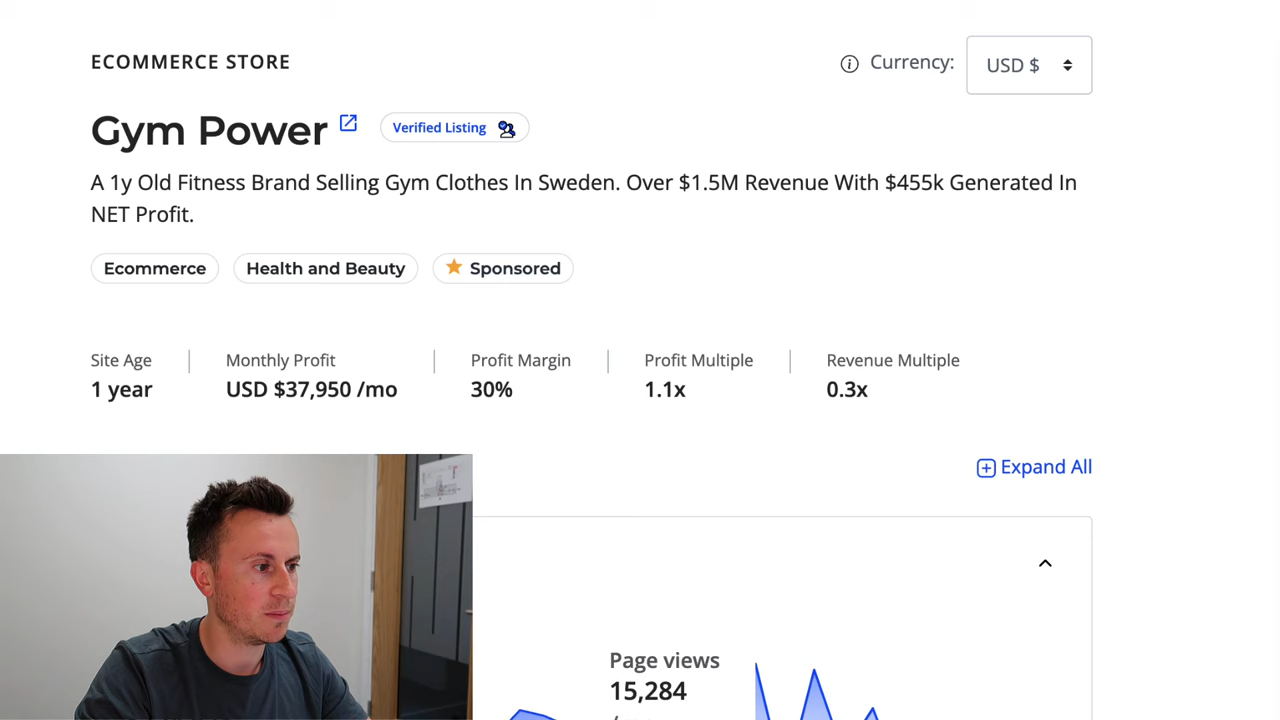 ECOMMERCE STORE
Currency:
USD $
Gym Power
Verified Listing
A 1y Old Fitness Brand Selling Gym Clothes In Sweden. Over $1.5M Revenue With $455k Generated In
NET Profit.
Ecommerce
Health and Beauty
Sponsored
Site Age
Monthly Profit
Profit Margin
Profit Multiple
Revenue Multiple
1 year
USD $37,950 /mo
30%
1.1x
0.3x
Expand All
Page views
15,284